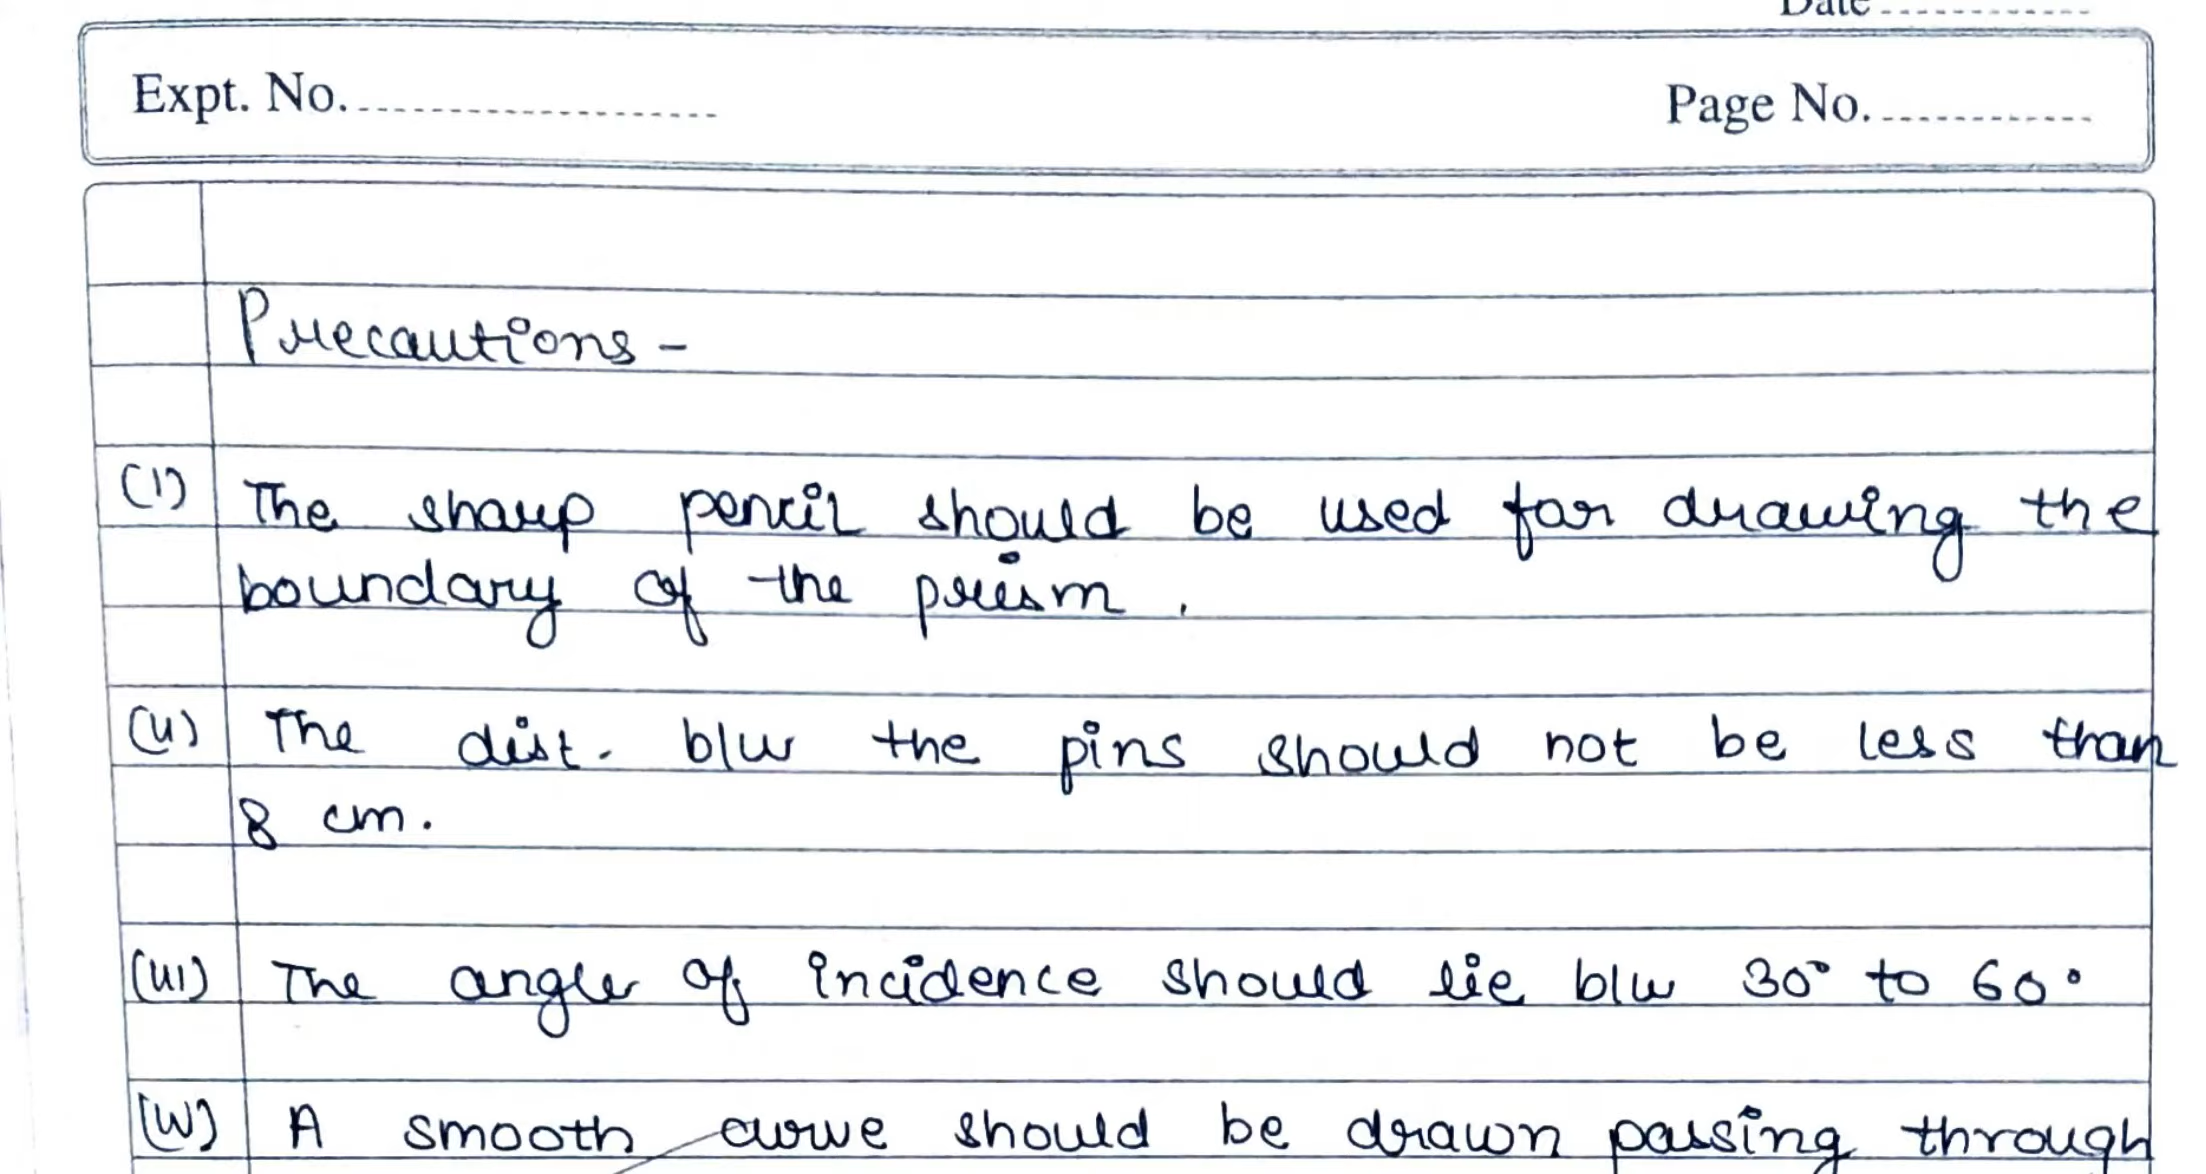 Date
Expt. No.
Page No.
Precautions -
(i) The sharp pencil should be used for drawing the
boundary of the prism.
(ii) The dist. b/w the pins should not be less than
8 cm.
(iii) The angle of incidence should lie b/w 30° to 60°
(iv) A smooth curve should be drawn passing through